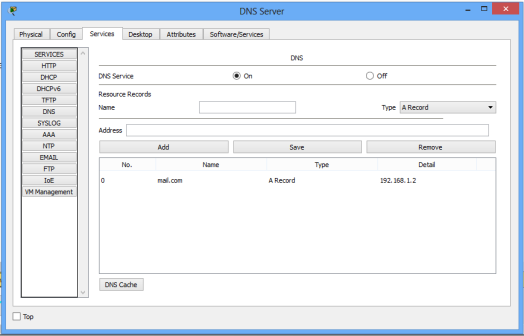 DNS Server
Physical Config Services Desktop Attributes Software/Services
SERVICES
HTTP
DHCP
DHCPv6
TFTP
DNS
SYSLOG
AAA
NTP
EMAIL
FTP
IoE
VM Management
DNS
DNS Service On Off
Resource Records
Name Type A Record
Address
Add Save Remove
No. Name Type Detail
0 mail.com A Record 192.168.1.2
DNS Cache
Top